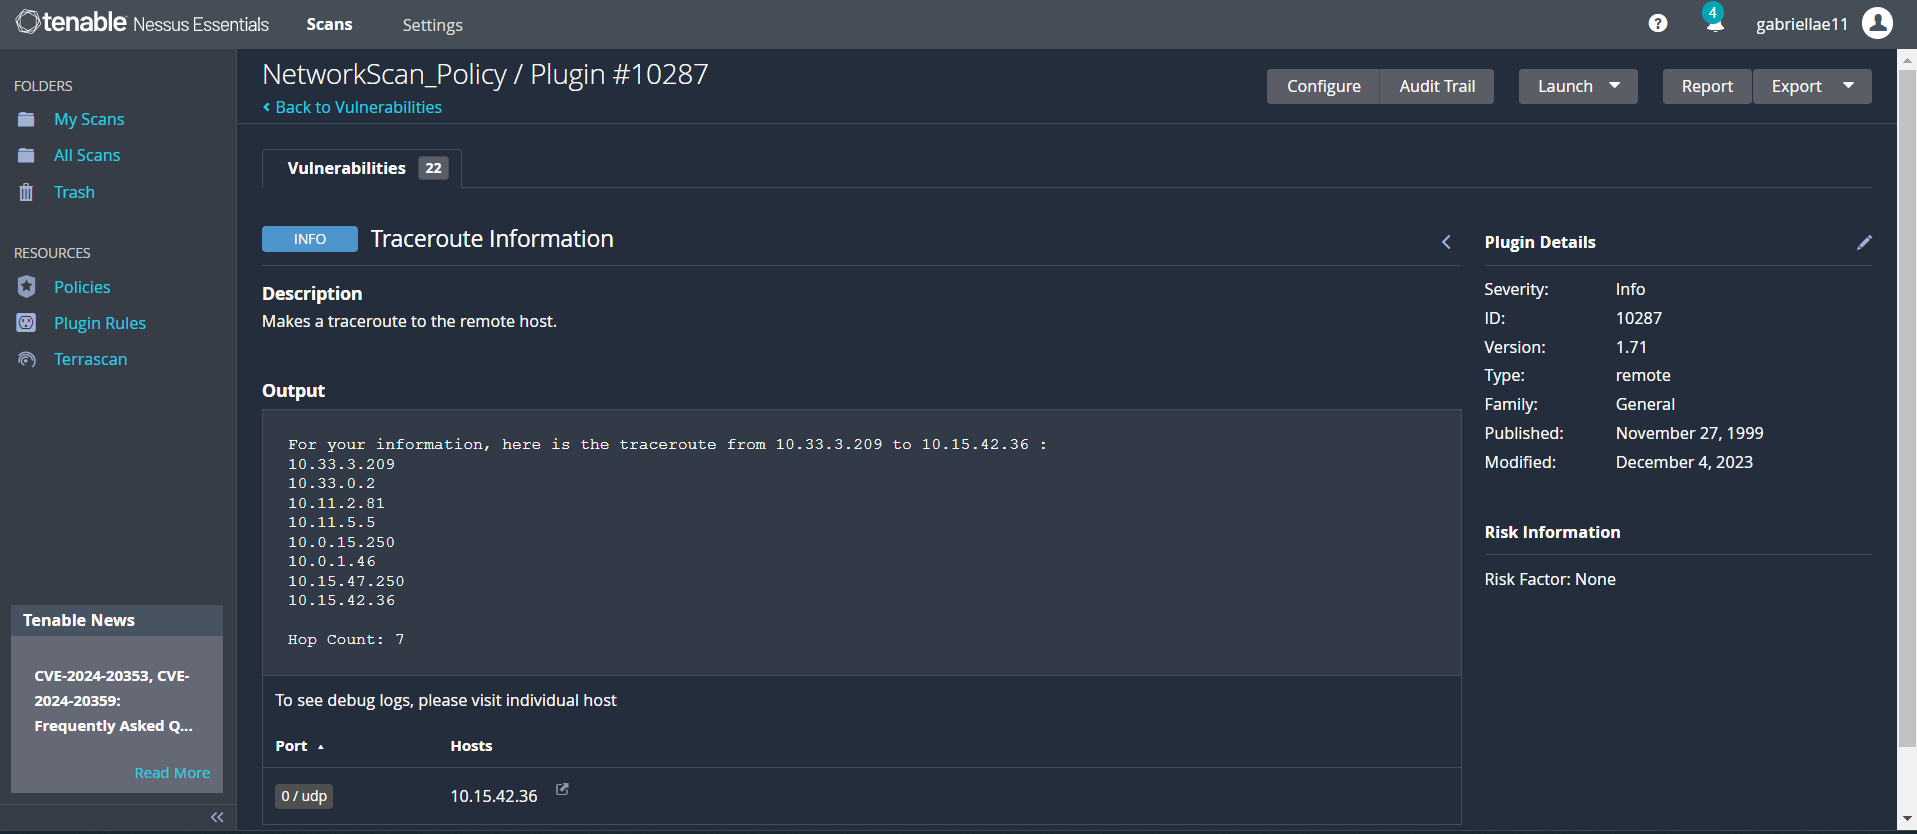 tenable Nessus Essentials
Scans
Settings
?
4
gabriellae11
FOLDERS
My Scans
All Scans
Trash
RESOURCES
Policies
Plugin Rules
Terrascan
Tenable News
CVE-2024-20353, CVE-
2024-20359:
Frequently Asked Q...
Read More
NetworkScan_Policy / Plugin #10287
Back to Vulnerabilities
Configure
Audit Trail
Launch
Report
Export
Vulnerabilities 22
INFO Traceroute Information
Description
Makes a traceroute to the remote host.
Output
For your information, here is the traceroute from 10.33.3.209 to 10.15.42.36 :
10.33.3.209
10.33.0.2
10.11.2.81
10.11.5.5
10.0.15.250
10.0.1.46
10.15.47.250
10.15.42.36
Hop Count: 7
To see debug logs, please visit individual host
Port Hosts
0 / udp 10.15.42.36
Plugin Details
Severity: Info
ID: 10287
Version: 1.71
Type: remote
Family: General
Published: November 27, 1999
Modified: December 4, 2023
Risk Information
Risk Factor: None